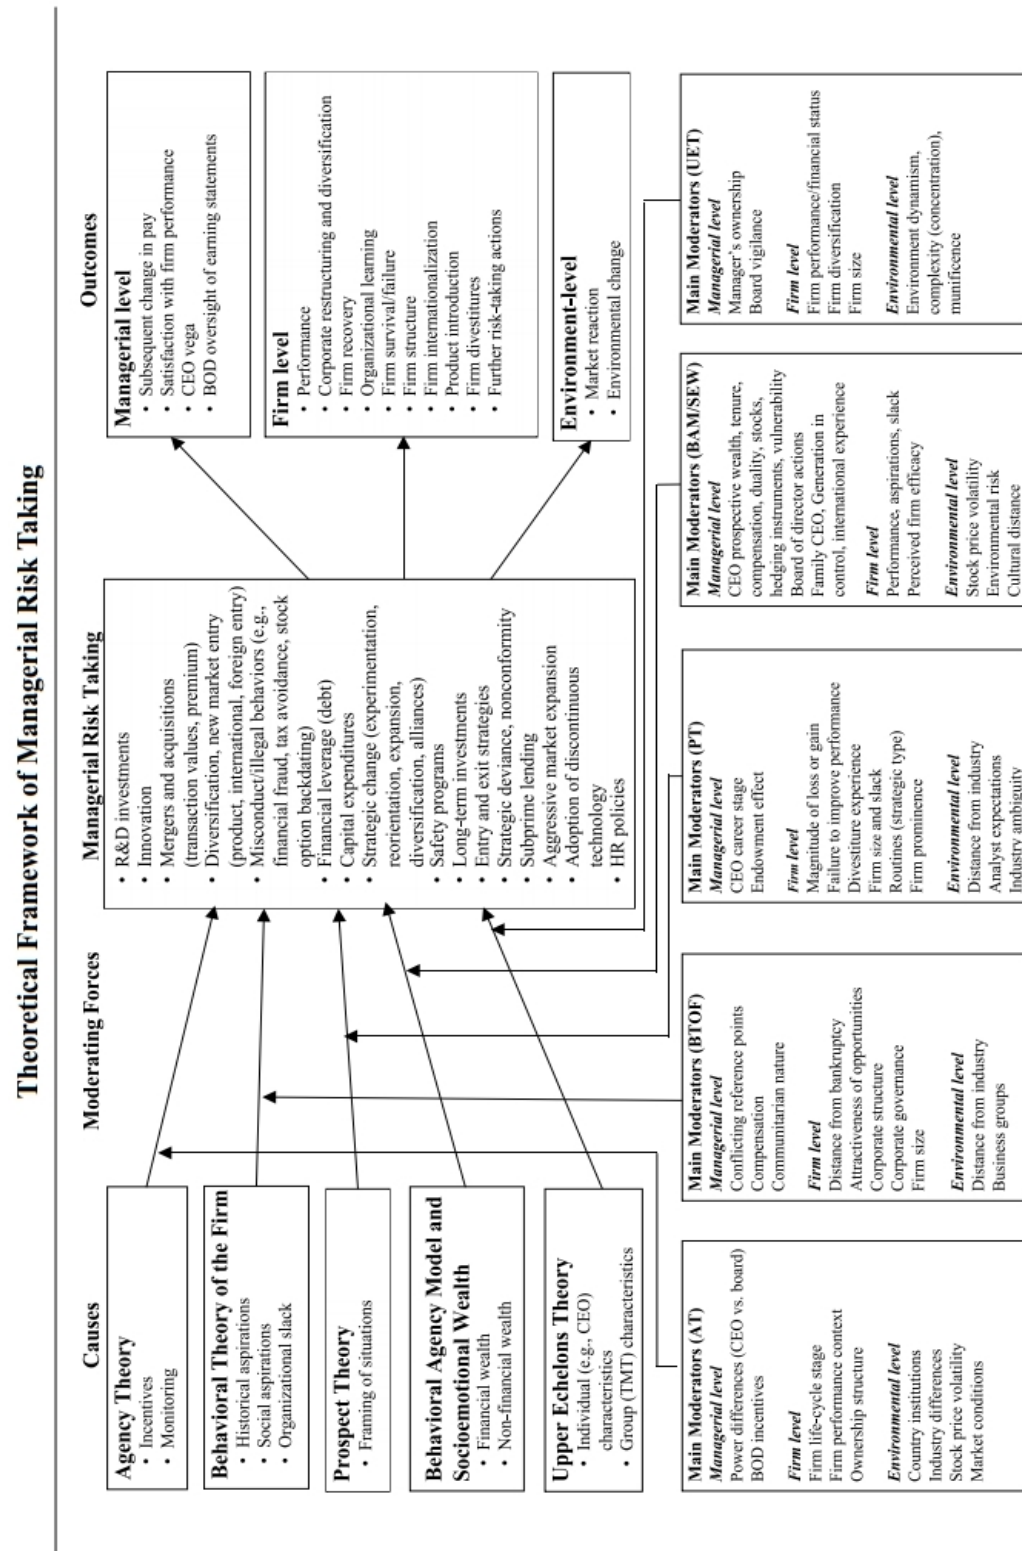 Theoretical Framework of Managerial Risk Taking
Causes
Moderating Forces
Managerial Risk Taking
Outcomes
Agency Theory
• Incentives
• Monitoring
Behavioral Theory of the Firm
• Historical aspirations
• Social aspirations
• Organizational slack
Prospect Theory
• Framing of situations
Behavioral Agency Model and
Socioemotional Wealth
• Financial wealth
• Non-financial wealth
Upper Echelons Theory
• Individual (e.g., CEO)
characteristics
• Group (TMT) characteristics
• R&D investments
• Innovation
• Mergers and acquisitions
(transaction values, premium)
• Diversification, new market entry
(product, international, foreign entry)
• Misconduct/illegal behaviors (e.g.,
financial fraud, tax avoidance, stock
option backdating)
• Financial leverage (debt)
• Capital expenditures
• Strategic change (experimentation,
reorientation, expansion,
diversification, alliances)
• Safety programs
• Long-term investments
• Entry and exit strategies
• Strategic deviance, nonconformity
• Subprime lending
• Aggressive market expansion
• Adoption of discontinuous
technology
• HR policies
Managerial level
• Subsequent change in pay
• Satisfaction with firm performance
• CEO vega
• BOD oversight of earning statements
Firm level
• Performance
• Corporate restructuring and diversification
• Firm recovery
• Organizational learning
• Firm survival/failure
• Firm structure
• Firm internationalization
• Product introduction
• Firm divestitures
• Further risk-taking actions
Environment-level
• Market reaction
• Environmental change
Main Moderators (AT)
Managerial level
Power differences (CEO vs. board)
BOD incentives
Firm level
Firm life-cycle stage
Firm performance context
Ownership structure
Environmental level
Country institutions
Industry differences
Stock price volatility
Market conditions
Main Moderators (BTOF)
Managerial level
Conflicting reference points
Compensation
Communitarian nature
Firm level
Distance from bankruptcy
Attractiveness of opportunities
Corporate structure
Corporate governance
Firm size
Environmental level
Distance from industry
Business groups
Main Moderators (PT)
Managerial level
CEO career stage
Endowment effect
Firm level
Magnitude of loss or gain
Failure to improve performance
Divestiture experience
Firm size and slack
Routines (strategic type)
Firm prominence
Environmental level
Distance from industry
Analyst expectations
Industry ambiguity
Main Moderators (BAM/SEW)
Managerial level
CEO prospective wealth, tenure,
compensation, duality, stocks,
hedging instruments, vulnerability
Board of director actions
Family CEO, Generation in
control, international experience
Firm level
Performance, aspirations, slack
Perceived firm efficacy
Environmental level
Stock price volatility
Environmental risk
Cultural distance
Main Moderators (UET)
Managerial level
Manager's ownership
Board vigilance
Firm level
Firm performance/financial status
Firm diversification
Firm size
Environmental level
Environment dynamism,
complexity (concentration),
munificence